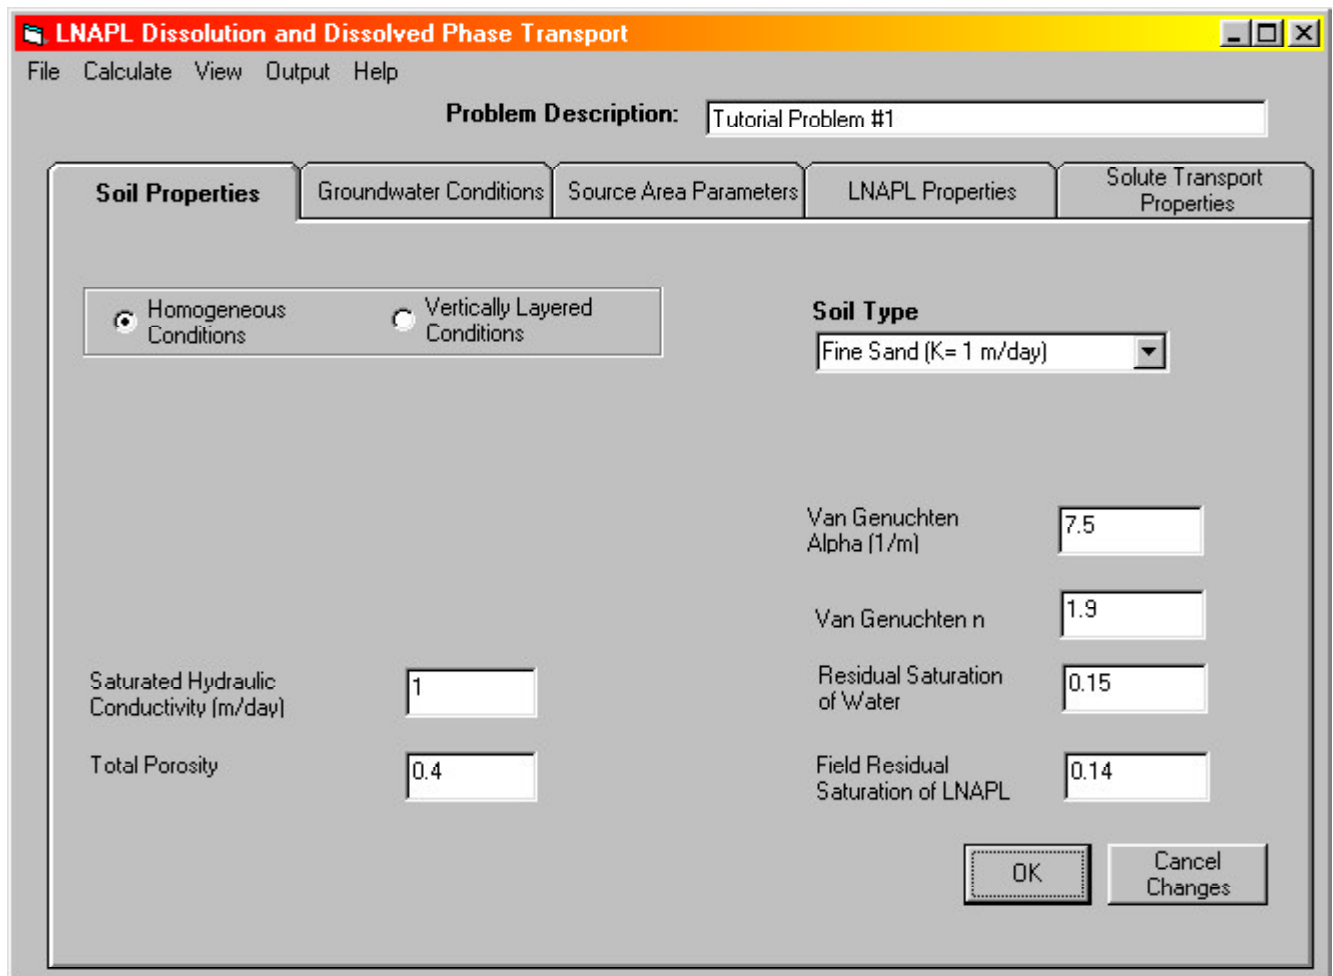 LNAPL Dissolution and Dissolved Phase Transport
File Calculate View Output Help
Problem Description: Tutorial Problem #1
Soil Properties
Groundwater Conditions
Source Area Parameters
LNAPL Properties
Solute Transport
Properties
Homogeneous
Conditions
Vertically Layered
Conditions
Soil Type
Fine Sand (K= 1 m/day)
Van Genuchten
Alpha (1/m)
7.5
Van Genuchten n
1.9
Saturated Hydraulic
Conductivity (m/day)
1
Residual Saturation
of Water
0.15
Total Porosity
0.4
Field Residual
Saturation of LNAPL
0.14
OK
Cancel
Changes